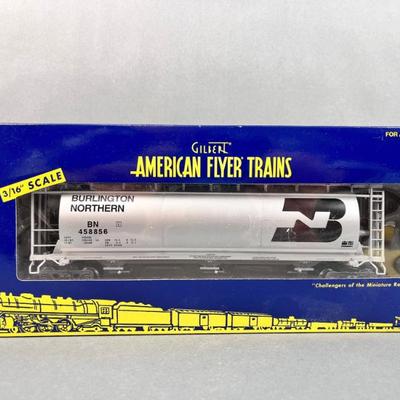 GILBERT
AMERICAN FLYER TRAINS
FOR
3/16" SCALE
BURLINGTON
NORTHERN
BN
458856
"Challengers of the Miniature